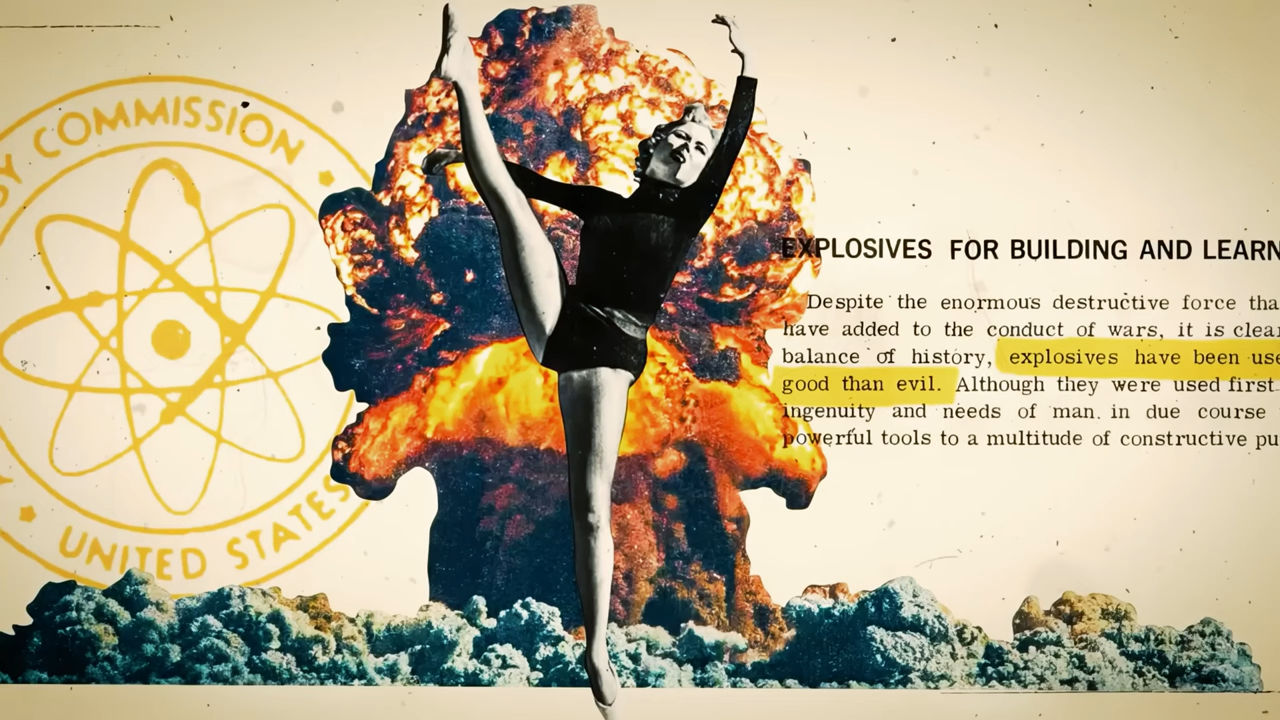 SY COMMISSION
UNITED STATES
EXPLOSIVES FOR BUILDING AND LEARN
Despite the enormous destructive force tha
have added to the conduct of wars, it is clear
balance of history, explosives have been use
good than evil. Although they were used first
ingenuity and needs of man. in due course
powerful tools to a multitude of constructive pu